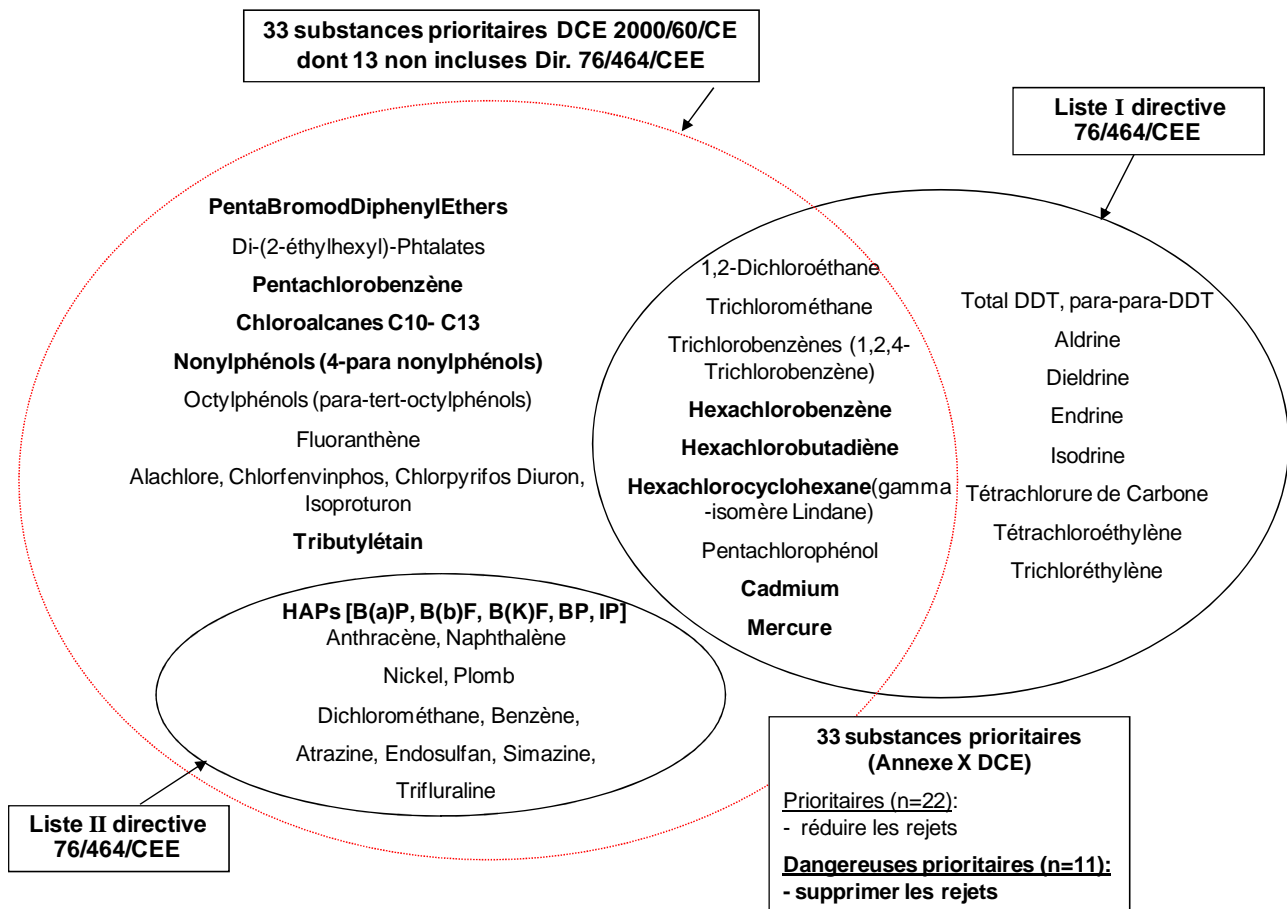 33 substances prioritaires DCE 2000/60/CE
dont 13 non incluses Dir. 76/464/CEE
Liste I directive
76/464/CEE
PentaBromodDiphenylEthers
Di-(2-éthylhexyl)-Phtalates
Pentachlorobenzène
Chloroalcanes C10- C13
Nonylphénols (4-para nonylphénols)
Octylphénols (para-tert-octylphénols)
Fluoranthène
Alachlore, Chlorfenvinphos, Chlorpyrifos Diuron,
Isoproturon
Tributylétain
1,2-Dichloroéthane
Trichlorométhane
Trichlorobenzènes (1,2,4-
Trichlorobenzène)
Hexachlorobenzène
Hexachlorobutadiène
Hexachlorocyclohexane(gamma
-isomère Lindane)
Pentachlorophénol
Cadmium
Mercure
Total DDT, para-para-DDT
Aldrine
Dieldrine
Endrine
Isodrine
Tétrachlorure de Carbone
Tétrachloroéthylène
Trichloréthylène
HAPs [B(a)P, B(b)F, B(K)F, BP, IP]
Anthracène, Naphthalène
Nickel, Plomb
Dichlorométhane, Benzène,
Atrazine, Endosulfan, Simazine,
Trifluraline
Liste II directive
76/464/CEE
33 substances prioritaires
(Annexe X DCE)
Prioritaires (n=22):
- réduire les rejets
Dangereuses prioritaires (n=11):
- supprimer les rejets